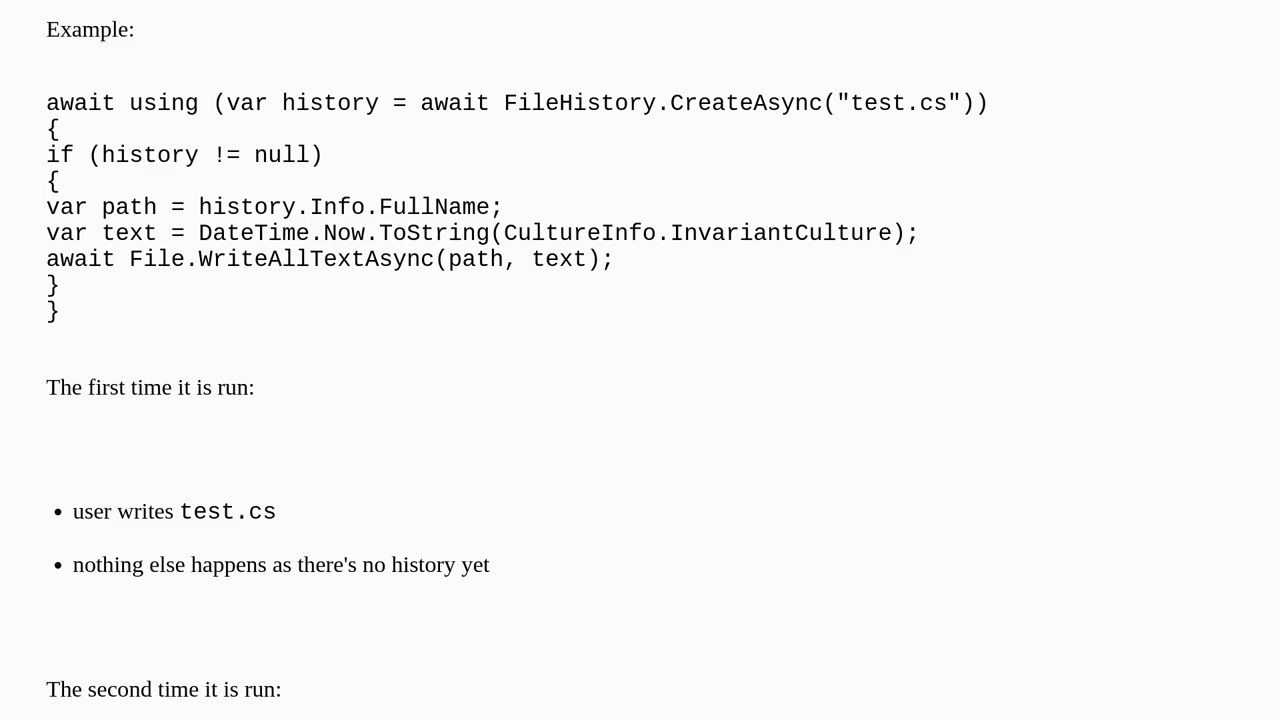 Example:
await using (var history = await FileHistory.CreateAsync("test.cs"))
{
if (history != null)
{
var path = history.Info.FullName;
var text = DateTime.Now.ToString(CultureInfo.InvariantCulture);
await File.WriteAllTextAsync(path, text);
}
}
The first time it is run:
• user writes test.cs
• nothing else happens as there's no history yet
The second time it is run: